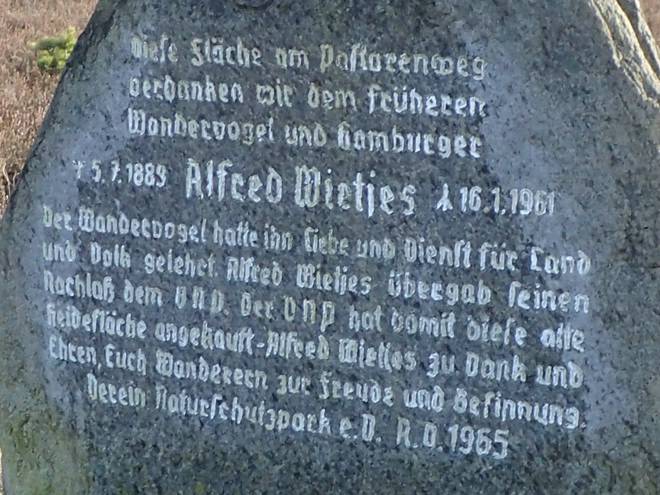 Diese Fläche am Pastorenweg
verdanken wir dem früheren
Wandervogel und Hamburger
5.7.1889 Alfred Wietjes 16.1.1961
Der Wandervogel hatte ihn Liebe und Dienst für Land
und Volk gelehrt. Alfred Wietjes übergab seinen
Nachlaß dem V N P. Der V N P hat damit diese alte
Heidefläche angekauft-Alfred Wietjes zu Dank und
Ehren, Euch Wanderern zur Freude und Besinnung.
Verein Naturschutzpark e.V. A.D. 1965